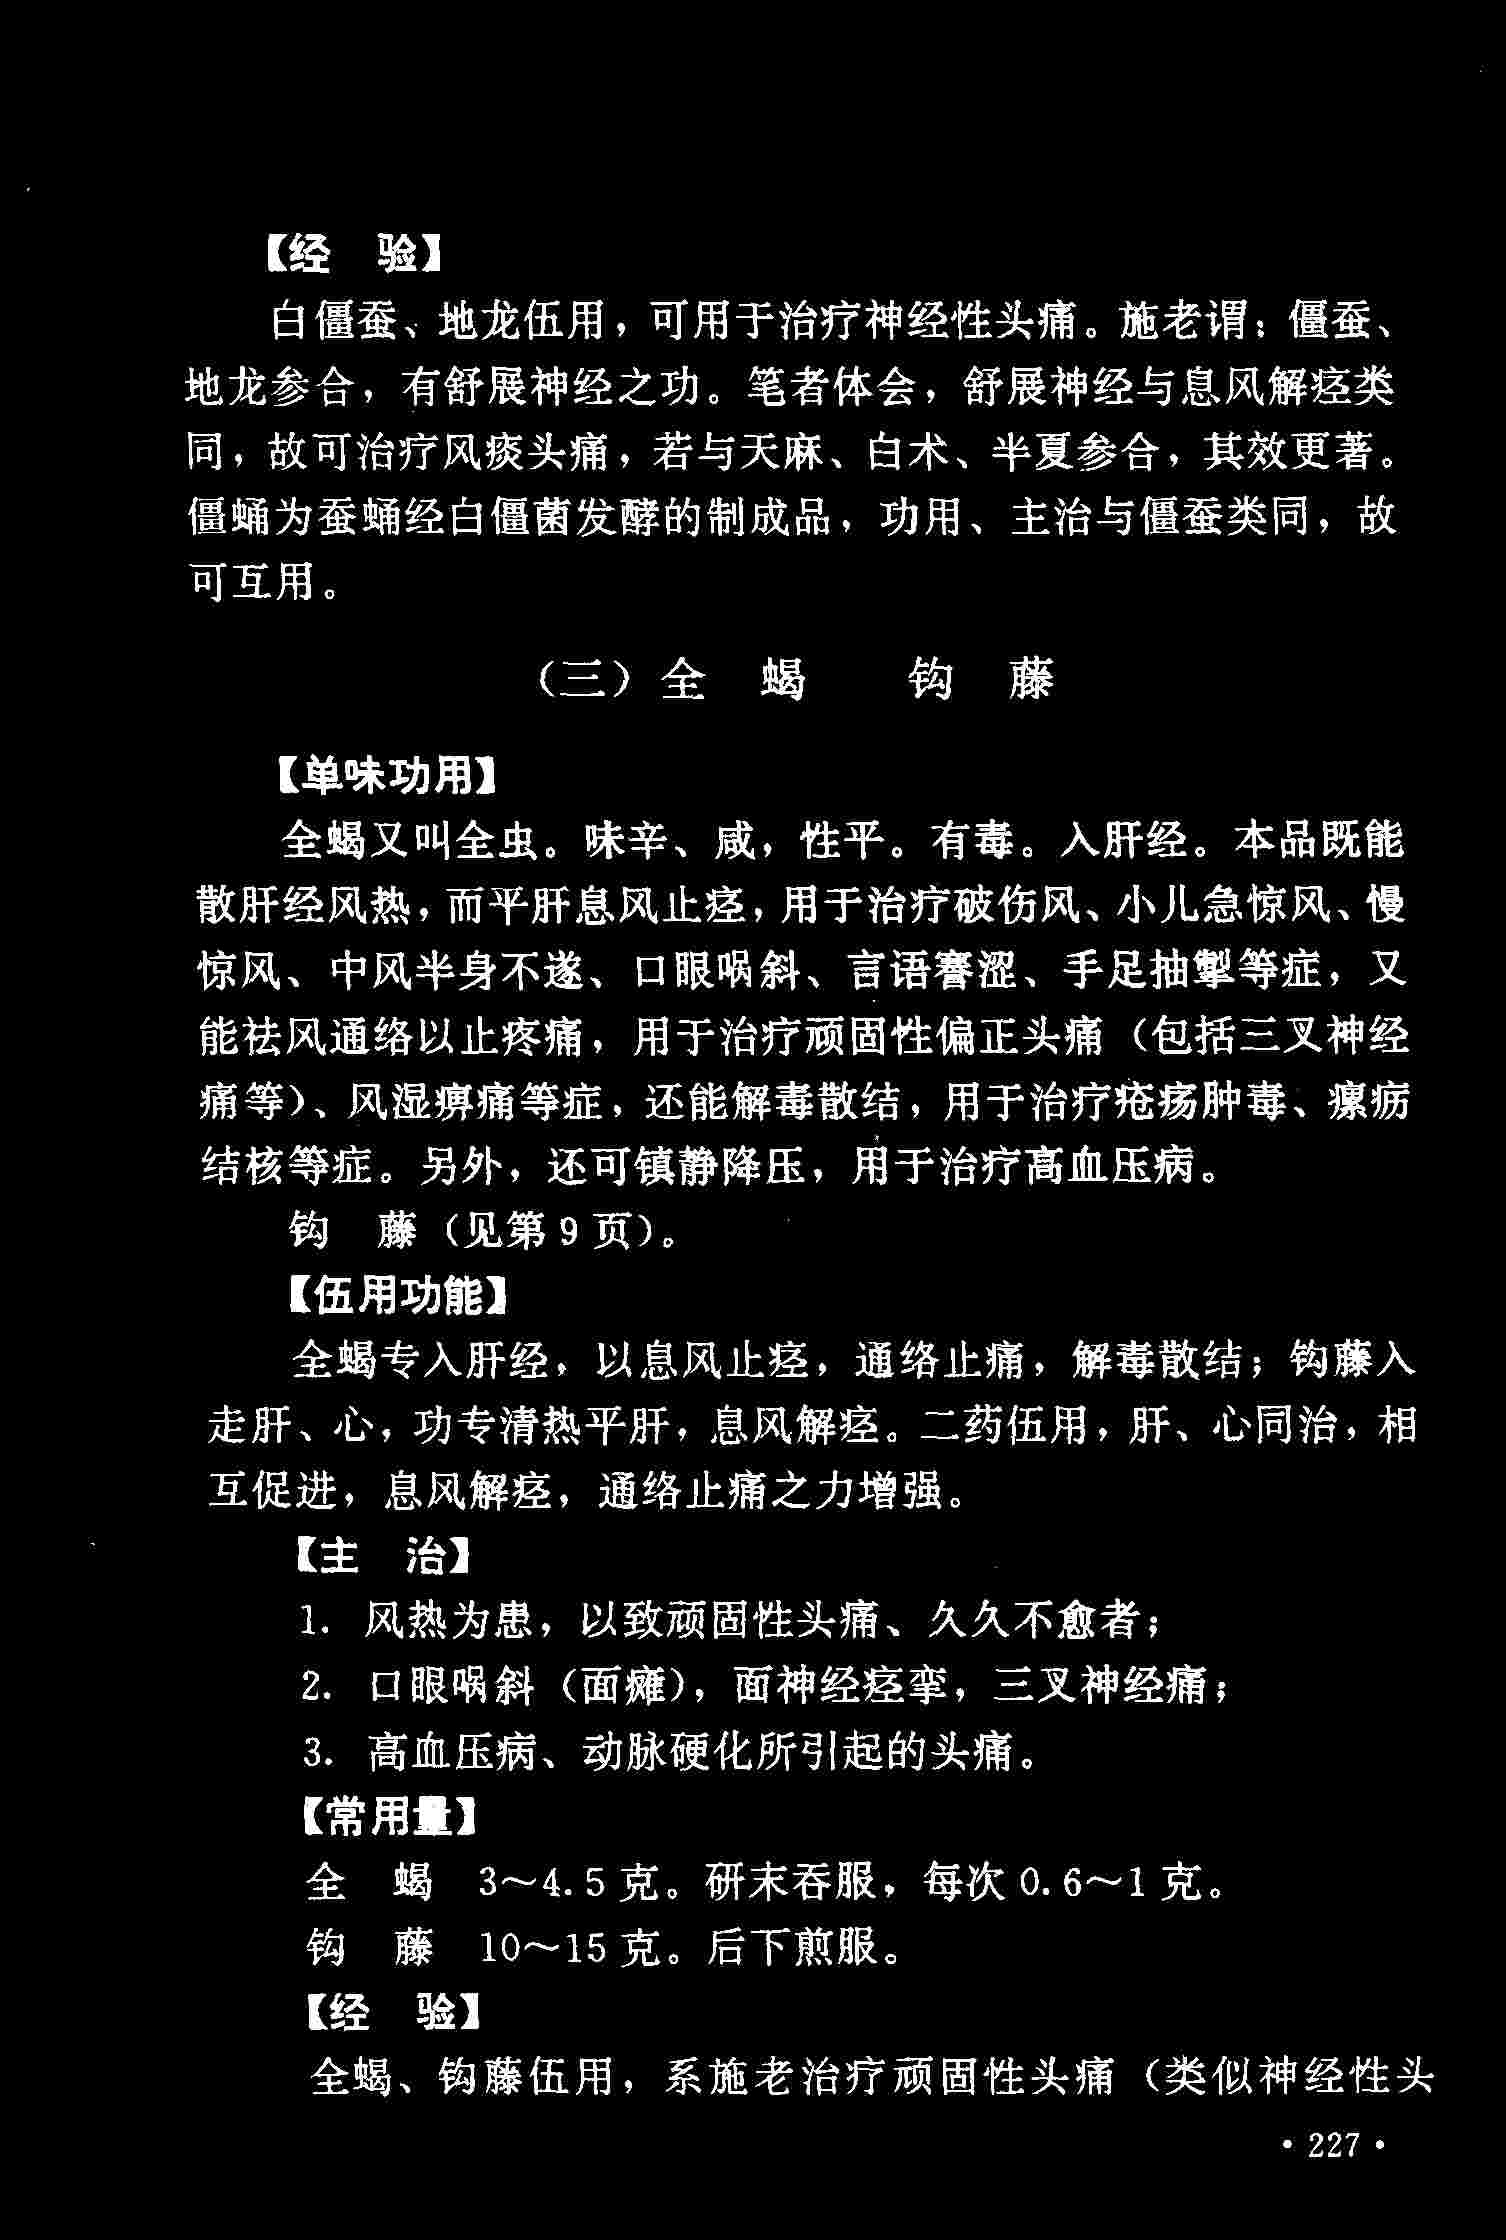 【经　验】
白僵蚕、地龙伍用，可用于治疗神经性头痛。施老谓：僵蚕、
地龙参合，有舒展神经之功。笔者体会，舒展神经与息风解痉类
同，故可治疗风痰头痛，若与天麻、白术、半夏参合，其效更著。
僵蛹为蚕蛹经白僵菌发酵的制成品，功用、主治与僵蚕类同，故
可互用。
（三）全　蝎　　钩　藤
【单味功用】
全蝎又叫全虫。味辛、咸，性平。有毒。入肝经。本品既能
散肝经风热，而平肝息风止痉，用于治疗破伤风、小儿急惊风、慢
惊风、中风半身不遂、口眼㖞斜、言语謇涩、手足抽掣等症，又
能祛风通络以止疼痛，用于治疗顽固性偏正头痛（包括三叉神经
痛等）、风湿痹痛等症，还能解毒散结，用于治疗疮疡肿毒、瘰疬
结核等症。另外，还可镇静降压，用于治疗高血压病。
钩　藤（见第 9 页）。
【伍用功能】
全蝎专入肝经，以息风止痉，通络止痛，解毒散结；钩藤入
走肝、心，功专清热平肝，息风解痉。二药伍用，肝、心同治，相
互促进，息风解痉，通络止痛之力增强。
【主　治】
1. 风热为患，以致顽固性头痛、久久不愈者；
2. 口眼㖞斜（面瘫），面神经痉挛，三叉神经痛；
3. 高血压病、动脉硬化所引起的头痛。
【常用量】
全　蝎　3～4.5 克。研末吞服，每次 0.6～1 克。
钩　藤　10～15 克。后下煎服。
【经　验】
全蝎、钩藤伍用，系施老治疗顽固性头痛（类似神经性头
· 227 ·